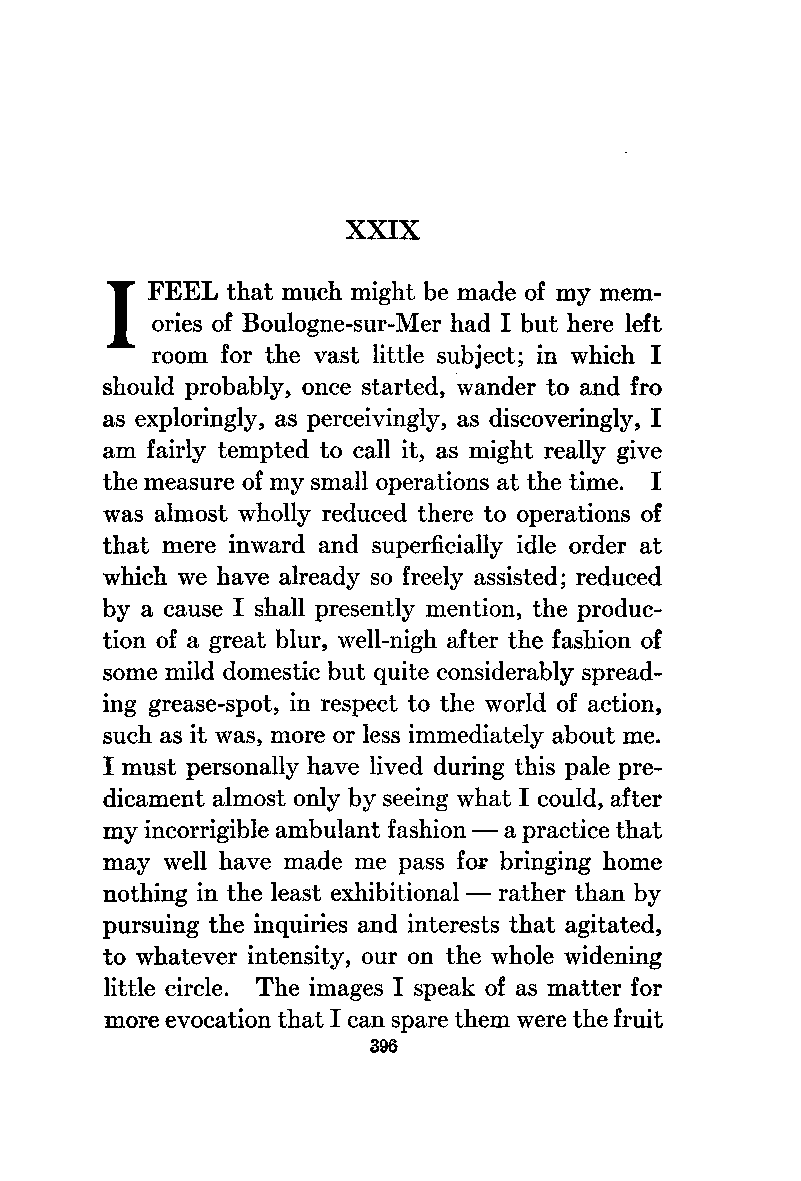 XXIX
I FEEL that much might be made of my mem-
ories of Boulogne-sur-Mer had I but here left
room for the vast little subject; in which I
should probably, once started, wander to and fro
as exploringly, as perceivingly, as discoveringly, I
am fairly tempted to call it, as might really give
the measure of my small operations at the time. I
was almost wholly reduced there to operations of
that mere inward and superficially idle order at
which we have already so freely assisted; reduced
by a cause I shall presently mention, the produc-
tion of a great blur, well-nigh after the fashion of
some mild domestic but quite considerably spread-
ing grease-spot, in respect to the world of action,
such as it was, more or less immediately about me.
I must personally have lived during this pale pre-
dicament almost only by seeing what I could, after
my incorrigible ambulant fashion — a practice that
may well have made me pass for bringing home
nothing in the least exhibitional — rather than by
pursuing the inquiries and interests that agitated,
to whatever intensity, our on the whole widening
little circle. The images I speak of as matter for
more evocation that I can spare them were the fruit
396